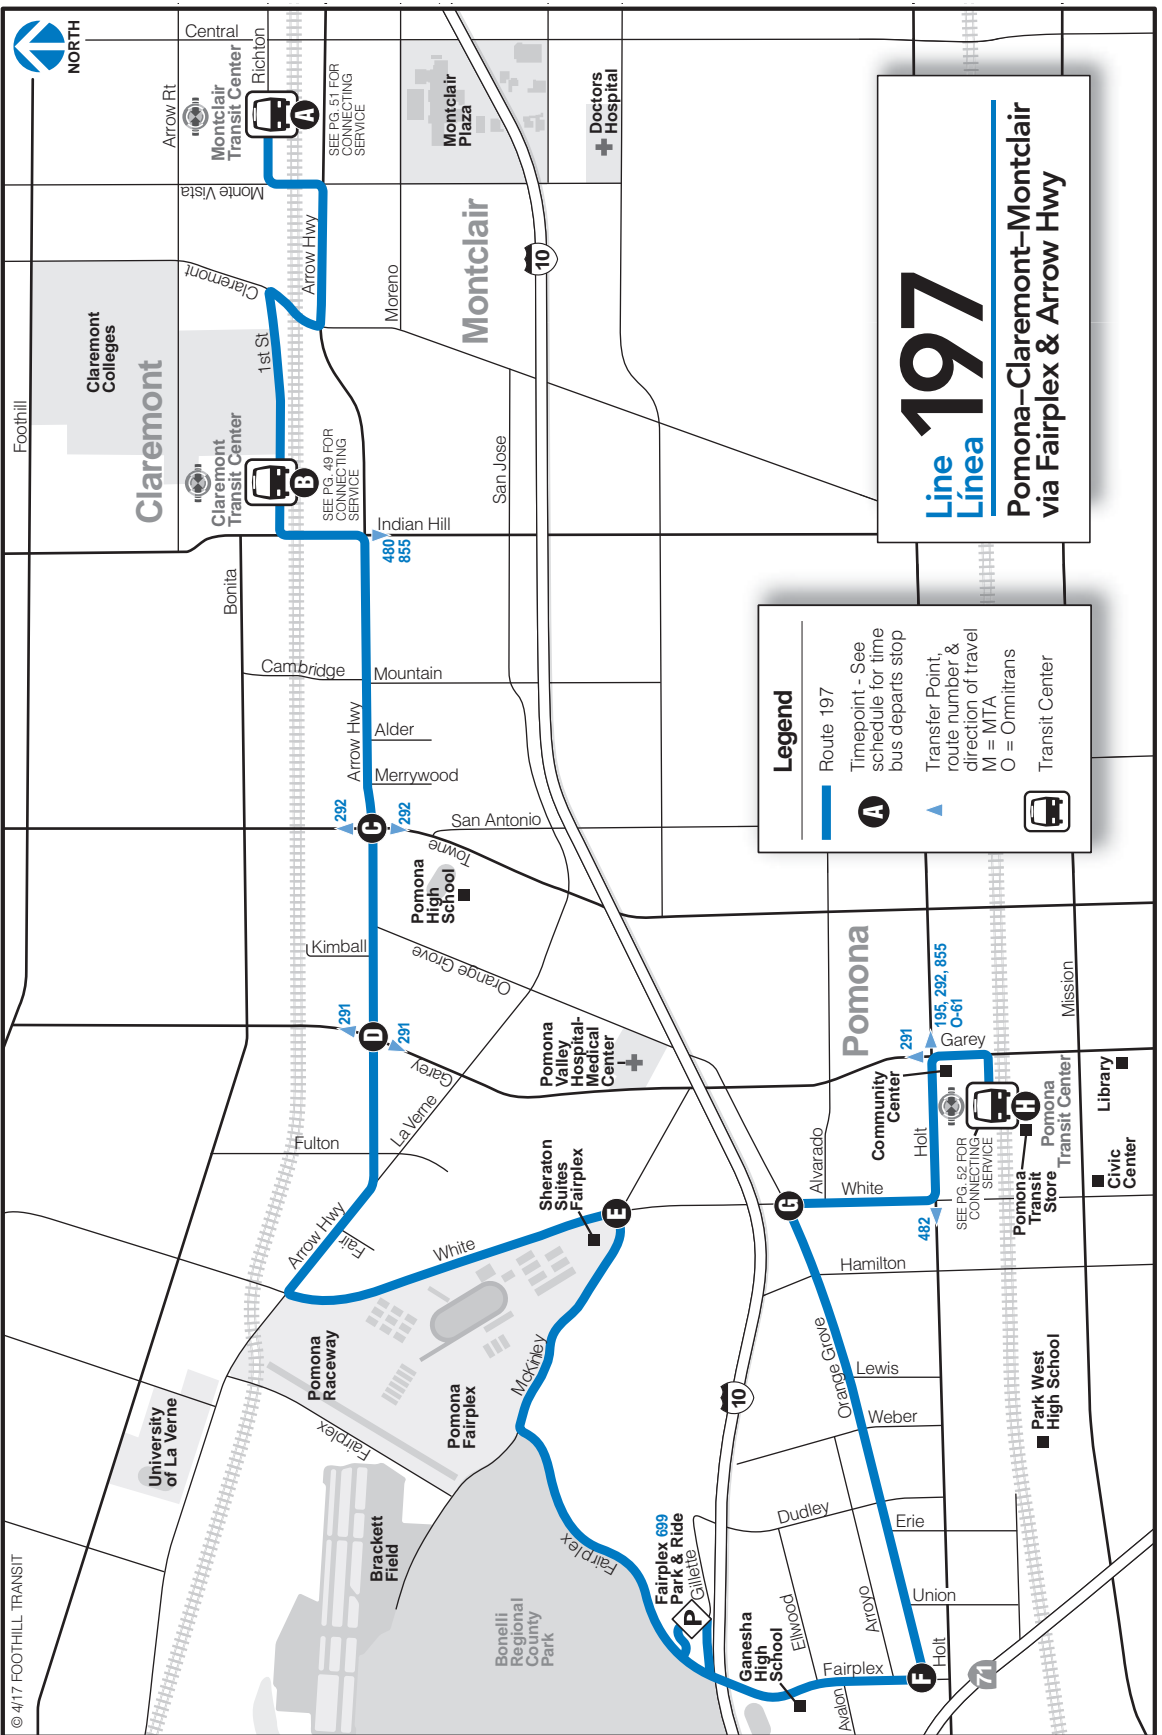 © 4/17 FOOTHILL TRANSIT
NORTH
Line
Línea
197
Pomona–Claremont–Montclair
via Fairplex & Arrow Hwy
Legend
Route 197
A
Timepoint - See
schedule for time
bus departs stop
Transfer Point,
route number &
direction of travel
M = MTA
O = Omnitrans
Transit Center
Central
Richton
Arrow Rt
Montclair
Transit Center
A
SEE PG. 51 FOR
CONNECTING
SERVICE
Montclair
Plaza
Doctors
Hospital
Monte Vista
Arrow Hwy
Moreno
Montclair
10
Claremont
Foothill
Claremont
Colleges
1st St
Claremont
Claremont
Transit Center
B
SEE PG. 49 FOR
CONNECTING
SERVICE
San Jose
Indian Hill
480
855
Bonita
Cambridge
Mountain
Arrow Hwy
Alder
Merrywood
292
C
292
San Antonio
Towne
Pomona
High
School
Kimball
Orange Grove
291
D
291
Garey
La Verne
Fulton
Pomona
Valley
Hospital-
Medical
Center
Pomona
195, 292, 855
O-61
291
Garey
Mission
Community
Center
Holt
H
Pomona
Transit Center
SEE PG. 52 FOR
CONNECTING
SERVICE
Pomona
Transit
Store
Library
Civic
Center
Alvarado
White
482
G
Sheraton
Suites
Fairplex
E
Arrow Hwy
Fair
White
Hamilton
Pomona
Raceway
Pomona
Fairplex
McKinley
Fairplex
University
of La Verne
Orange Grove
Lewis
Weber
10
Park West
High School
Brackett
Field
Fairplex
Dudley
Erie
Fairplex 699
Park & Ride
Gillette
P
Bonelli
Regional
County
Park
Ganesha
High
School
Ellwood
Arroyo
Union
Fairplex
Avalon
F
Holt
71